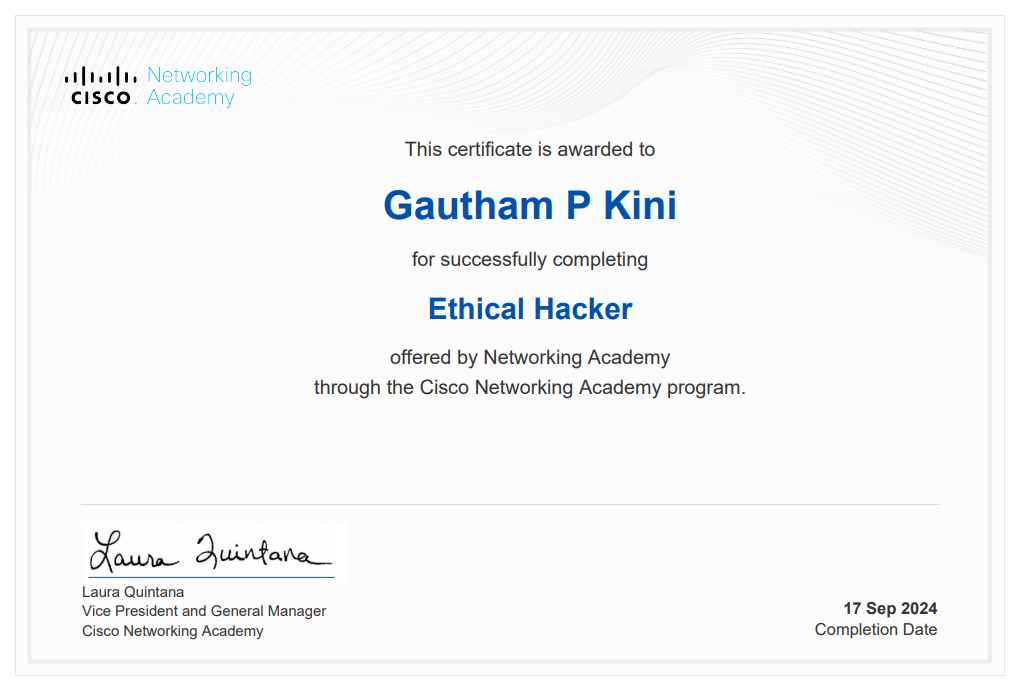 Networking
CISCO Academy
This certificate is awarded to
Gautham P Kini
for successfully completing
Ethical Hacker
offered by Networking Academy
through the Cisco Networking Academy program.
Laura Quintana
Laura Quintana
Vice President and General Manager
Cisco Networking Academy
17 Sep 2024
Completion Date